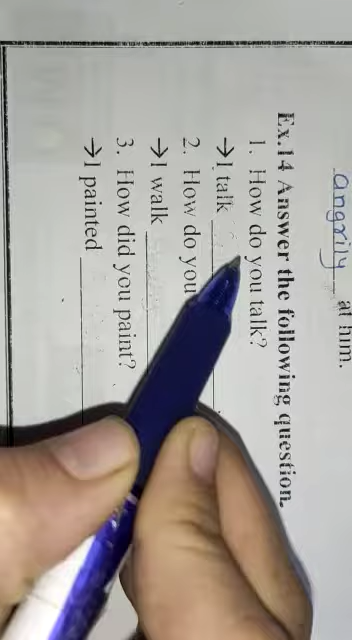 angrily at him.
Ex.14 Answer the following question.
1. How do you talk?
→I talk
2. How do you
→I walk
3. How did you paint?
→I painted